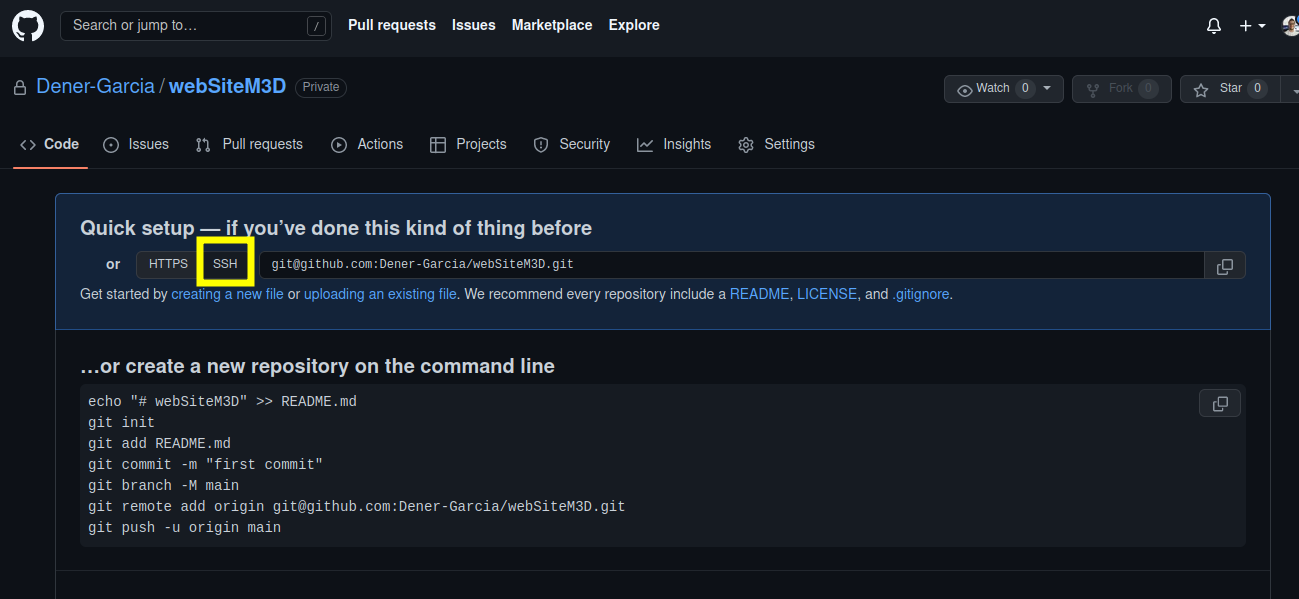 Search or jump to… /
Pull requests Issues Marketplace Explore
Dener-Garcia / webSiteM3D Private
Watch 0 Fork 0 Star 0
Code Issues Pull requests Actions Projects Security Insights Settings
Quick setup — if you’ve done this kind of thing before
or HTTPS SSH git@github.com:Dener-Garcia/webSiteM3D.git
Get started by creating a new file or uploading an existing file. We recommend every repository include a README, LICENSE, and .gitignore.
…or create a new repository on the command line
echo "# webSiteM3D" >> README.md
git init
git add README.md
git commit -m "first commit"
git branch -M main
git remote add origin git@github.com:Dener-Garcia/webSiteM3D.git
git push -u origin main